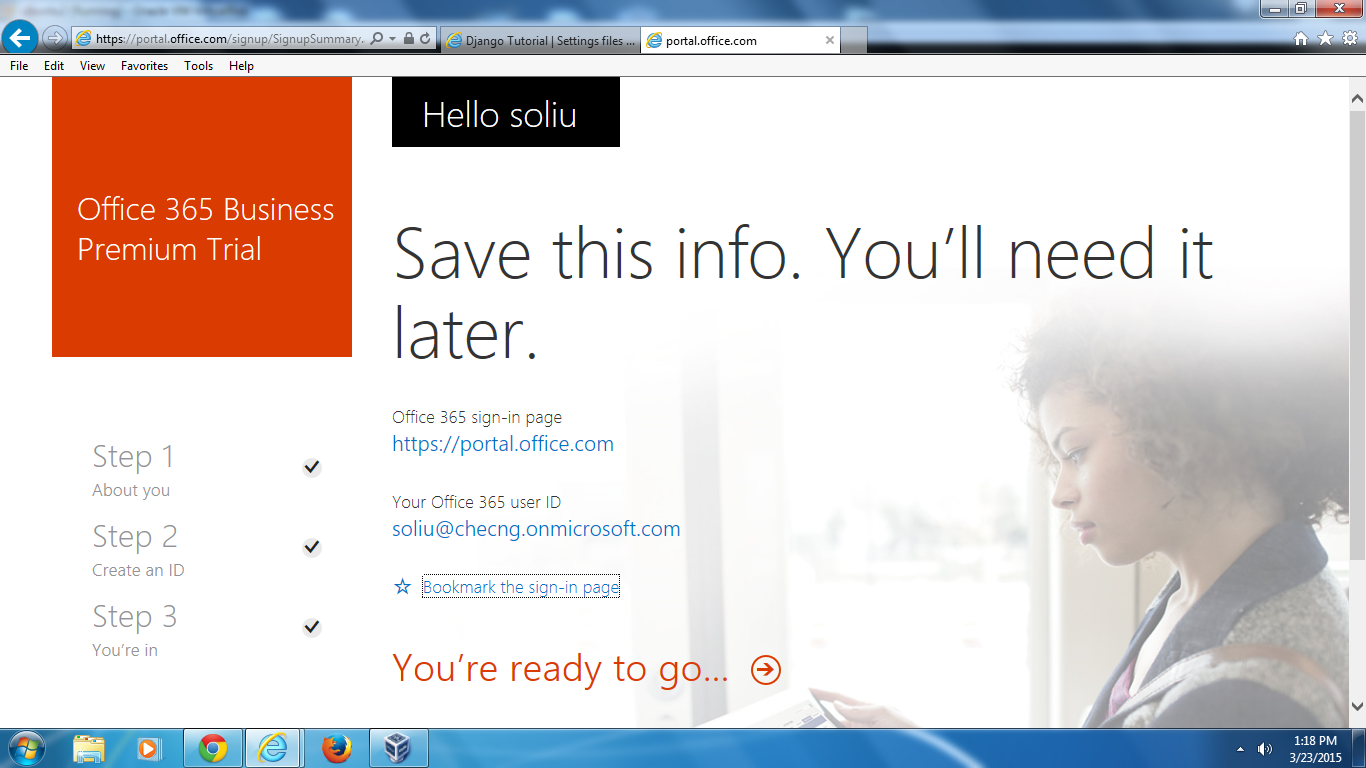 https://portal.office.com/signup/SignupSummary.
Django Tutorial | Settings files ...
portal.office.com
File Edit View Favorites Tools Help
Hello soliu
Office 365 Business
Premium Trial
Save this info. You’ll need it
later.
Office 365 sign-in page
https://portal.office.com
Your Office 365 user ID
soliu@checng.onmicrosoft.com
Bookmark the sign-in page
You’re ready to go...
Step 1
About you
Step 2
Create an ID
Step 3
You’re in
1:18 PM
3/23/2015